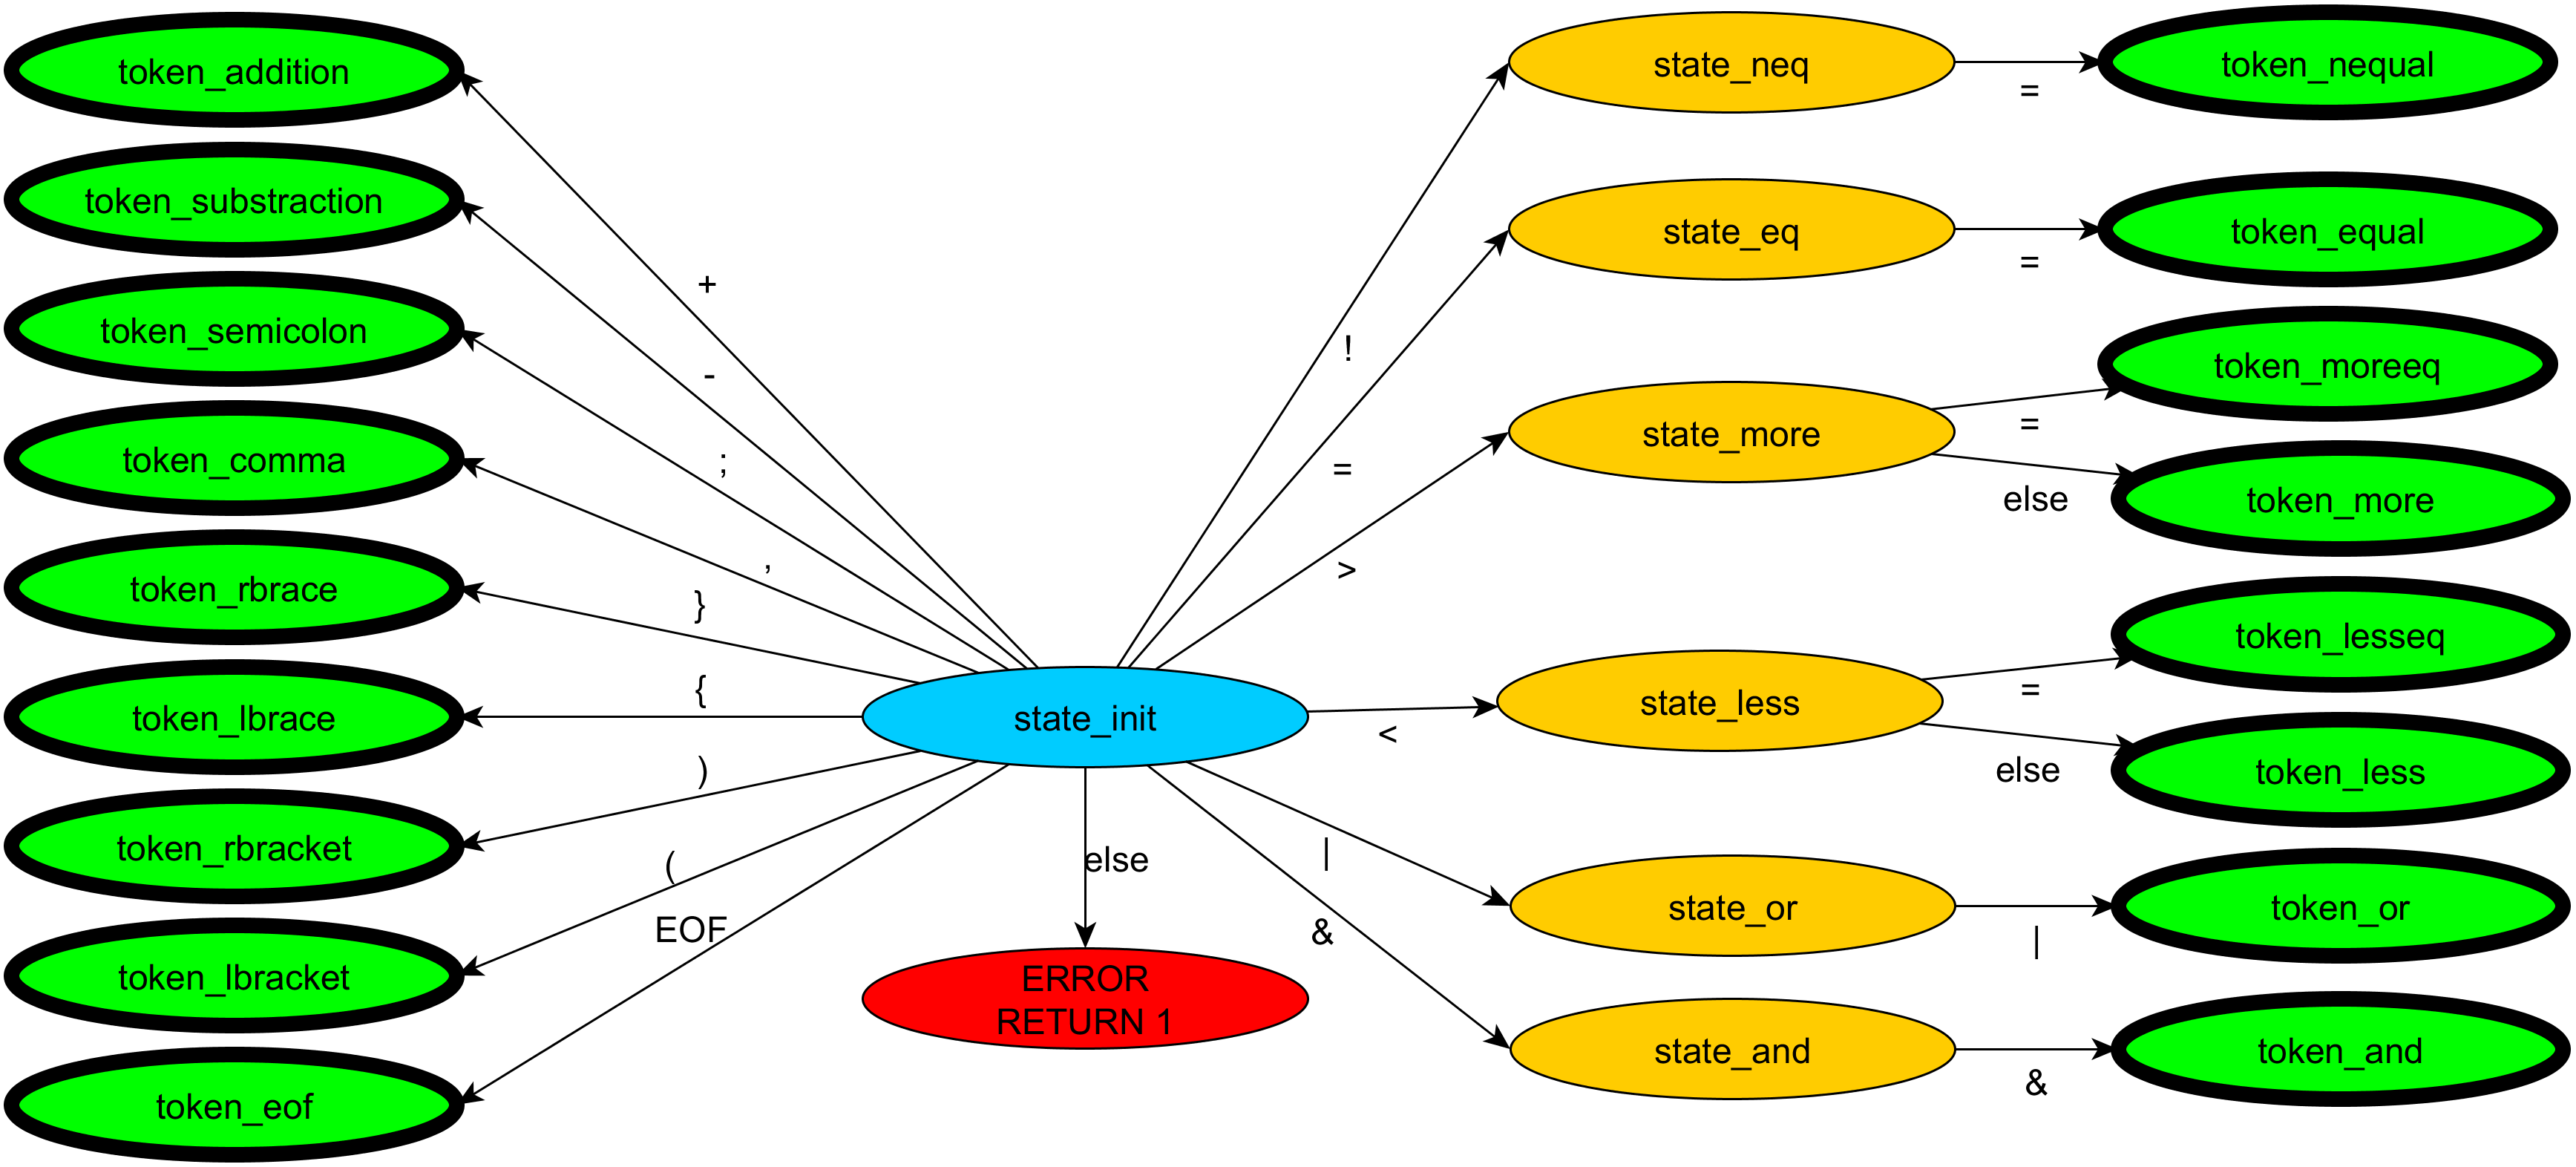 token_addition
token_substraction
token_semicolon
token_comma
token_rbrace
token_lbrace
token_rbracket
token_lbracket
token_eof
+
-
;
,
}
{
)
(
EOF
state_init
else
ERROR
RETURN 1
!
=
>
<
|
&
state_neq
state_eq
state_more
state_less
state_or
state_and
=
=
=
else
=
else
|
&
token_nequal
token_equal
token_moreeq
token_more
token_lesseq
token_less
token_or
token_and